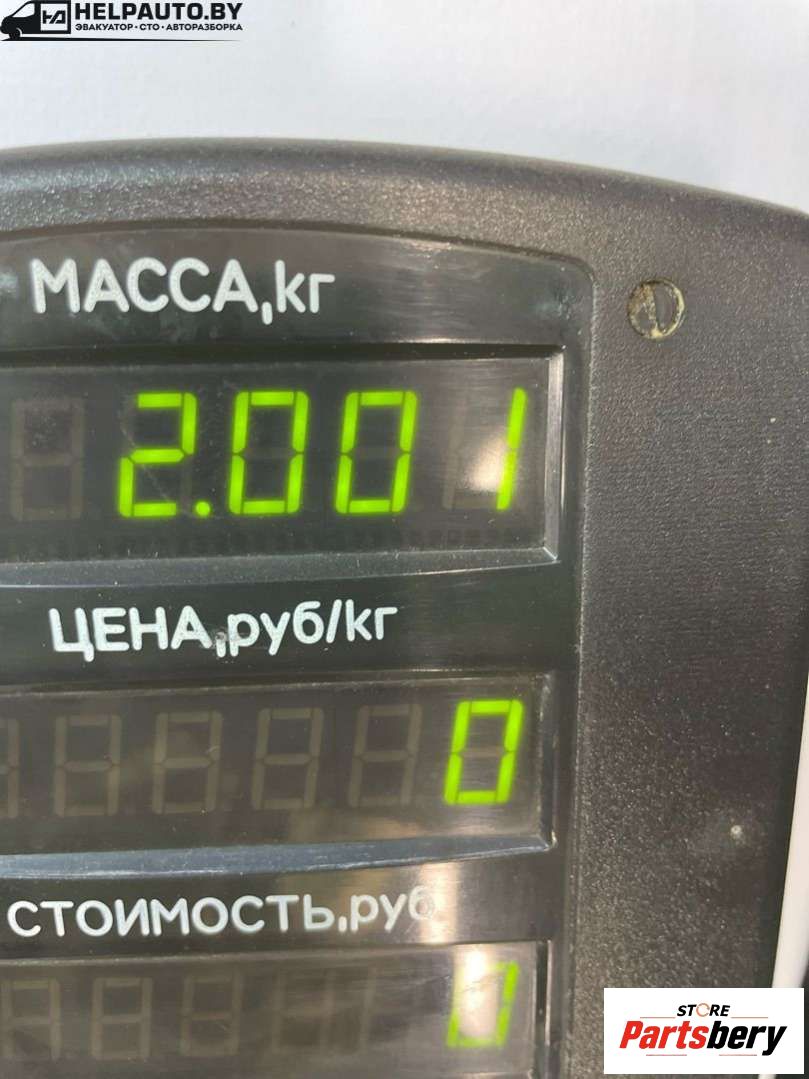 HELPAUTO.BY
ЭВАКУАТОР·СТО·АВТОРАЗБОРКА
МАССА,кг
2.001
ЦЕНА,руб/кг
0
СТОИМОСТЬ,руб
0
STORE
Partsbery